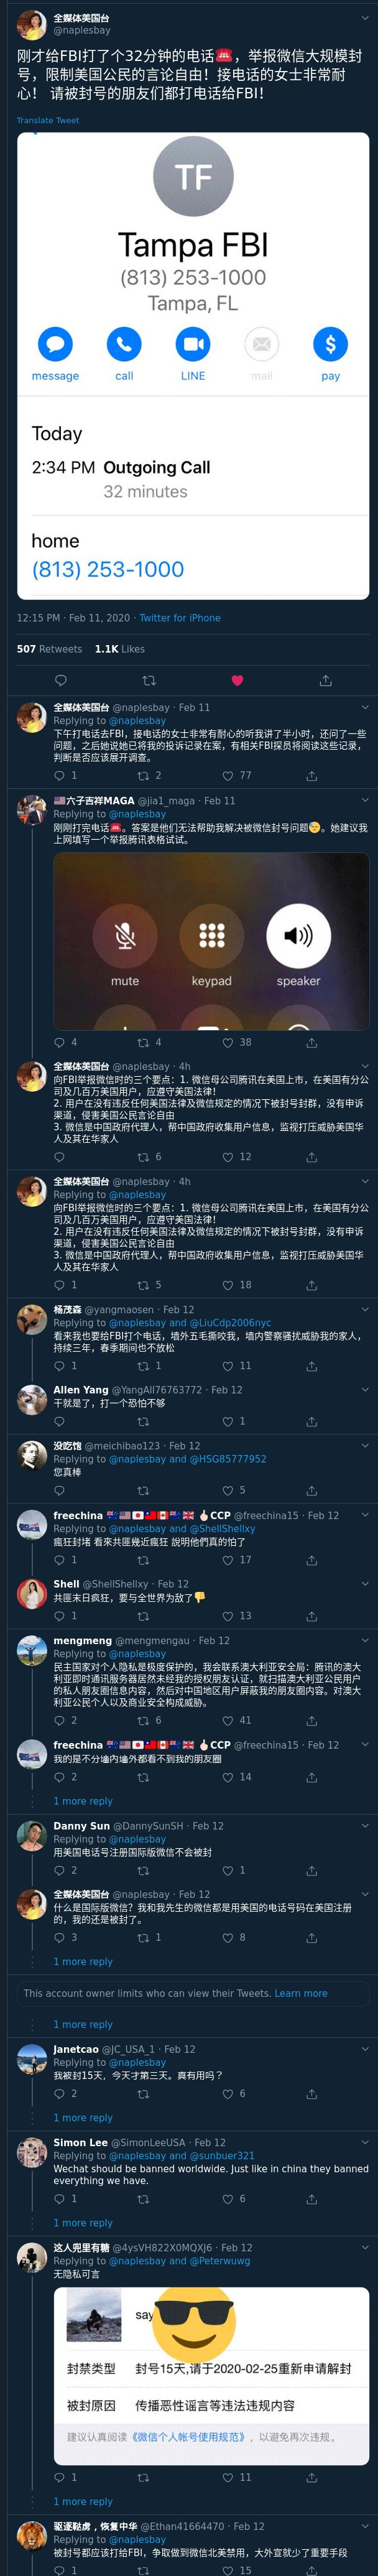 全媒体美国台
@naplesbay
刚才给FBI打了个32分钟的电话☎️，举报微信大规模封
号，限制美国公民的言论自由！接电话的女士非常耐
心！ 请被封号的朋友们都打电话给FBI！
Translate Tweet
TF
Tampa FBI
(813) 253-1000
Tampa, FL
message call LINE mail pay
Today
2:34 PM Outgoing Call
32 minutes
home
(813) 253-1000
12:15 PM · Feb 11, 2020 · Twitter for iPhone
507 Retweets 1.1K Likes
全媒体美国台 @naplesbay · Feb 11
Replying to @naplesbay
下午打电话去FBI，接电话的女士非常有耐心的听我讲了半小时，还问了一些
问题，之后她说她已将我的投诉记录在案，有相关FBI探员将阅读这些记录，
判断是否应该展开调查。
1 2 77
🇺🇸六子吉祥MAGA @jia1_maga · Feb 11
Replying to @naplesbay
刚刚打完电话☎️。答案是他们无法帮助我解决被微信封号问题😓。她建议我
上网填写一个举报腾讯表格试试。
mute keypad speaker
4 4 38
全媒体美国台 @naplesbay · 4h
向FBI举报微信时的三个要点：1. 微信母公司腾讯在美国上市，在美国有分公
司及几百万美国用户，应遵守美国法律！
2. 用户在没有违反任何美国法律及微信规定的情况下被封号封群，没有申诉
渠道，侵害美国公民言论自由
3. 微信是中国政府代理人，帮中国政府收集用户信息，监视打压威胁美国华
人及其在华家人
6 12
全媒体美国台 @naplesbay · 4h
Replying to @naplesbay
向FBI举报微信时的三个要点：1. 微信母公司腾讯在美国上市，在美国有分公
司及几百万美国用户，应遵守美国法律！
2. 用户在没有违反任何美国法律及微信规定的情况下被封号封群，没有申诉
渠道，侵害美国公民言论自由
3. 微信是中国政府代理人，帮中国政府收集用户信息，监视打压威胁美国华
人及其在华家人
1 5 18
杨茂森 @yangmaosen · Feb 12
Replying to @naplesbay and @LiuCdp2006nyc
看来我也要给FBI打个电话，墙外五毛撕咬我，墙内警察骚扰威胁我的家人，
持续三年，春季期间也不放松
1 1 11
Allen Yang @YangAll76763772 · Feb 12
干就是了，打一个恐怕不够
1
没吃饱 @meichibao123 · Feb 12
Replying to @naplesbay and @HSG85777952
您真棒
5
freechina 🇦🇺🇺🇸🇯🇵🇹🇼🇨🇦🇳🇿🇬🇧 🖕🏻CCP @freechina15 · Feb 12
Replying to @naplesbay and @ShellShellxy
瘋狂封堵 看來共匪幾近瘋狂 說明他們真的怕了
1 17
Shell @ShellShellxy · Feb 12
共匪末日疯狂，要与全世界为敌了👎
1 13
mengmeng @mengmengau · Feb 12
Replying to @naplesbay
民主国家对个人隐私是极度保护的，我会联系澳大利亚安全局：腾讯的澳大
利亚即时通讯服务器居然未经我的授权朋友认证，就扫描澳大利亚公民用户
的私人朋友圈信息内容，然后对中国地区用户屏蔽我的朋友圈内容。对澳大
利亚公民个人以及商业安全构成威胁。
2 6 41
freechina 🇦🇺🇺🇸🇯🇵🇹🇼🇨🇦🇳🇿🇬🇧 🖕🏻CCP @freechina15 · Feb 12
我的是不分墙内墙外都看不到我的朋友圈
2 14
1 more reply
Danny Sun @DannySunSH · Feb 12
Replying to @naplesbay
用美国电话号注册国际版微信不会被封
2 1
全媒体美国台 @naplesbay · Feb 12
什么是国际版微信？我和我先生的微信都是用美国的电话号码在美国注册
的，我的还是被封了。
3 1 8
1 more reply
This account owner limits who can view their Tweets. Learn more
1 more reply
Janetcao @JC_USA_1 · Feb 12
Replying to @naplesbay
我被封15天，今天才第三天。真有用吗？
2 6
1 more reply
Simon Lee @SimonLeeUSA · Feb 12
Replying to @naplesbay and @sunbuer321
Wechat should be banned worldwide. Just like in china they banned
everything we have.
1 6
1 more reply
这人兜里有糖 @4ysVH822X0MQXJ6 · Feb 12
Replying to @naplesbay and @Peterwuwg
无隐私可言
say
封禁类型 封号15天,请于2020-02-25重新申请解封
被封原因 传播恶性谣言等违法违规内容
建议认真阅读《微信个人帐号使用规范》，以避免再次违规。
1 11
1 more reply
驱逐鞑虏，恢复中华 @Ethan41664470 · Feb 12
Replying to @naplesbay
被封号都应该打给FBI，争取做到微信北美禁用，大外宣就少了重要手段
1 15